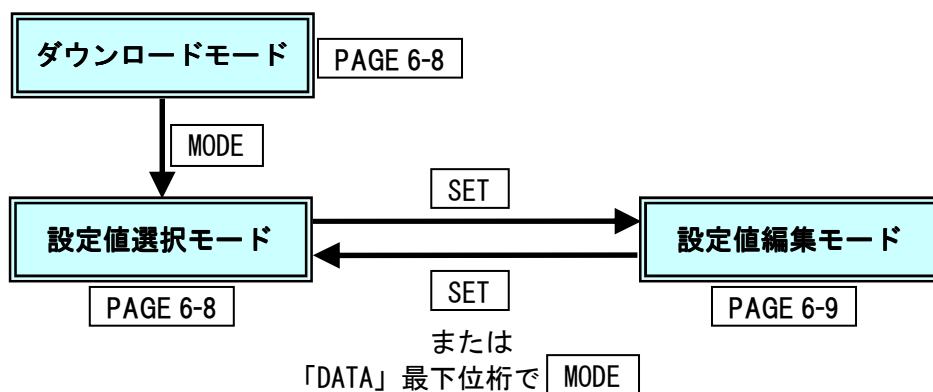 ダウンロードモード
PAGE 6-8
MODE
設定値選択モード
SET
設定値編集モード
PAGE 6-8
SET
PAGE 6-9
または
「DATA」最下位桁で MODE